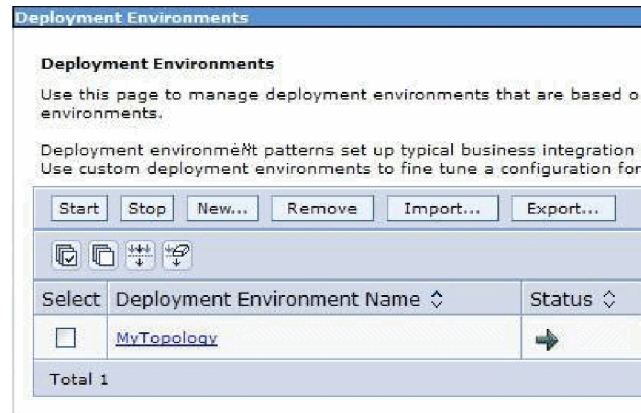 Deployment Environments
Deployment Environments
Use this page to manage deployment environments that are based o
environments.
Deployment environment patterns set up typical business integration
Use custom deployment environments to fine tune a configuration for
Start Stop New... Remove Import... Export...
Select Deployment Environment Name Status
MyTopology
Total 1